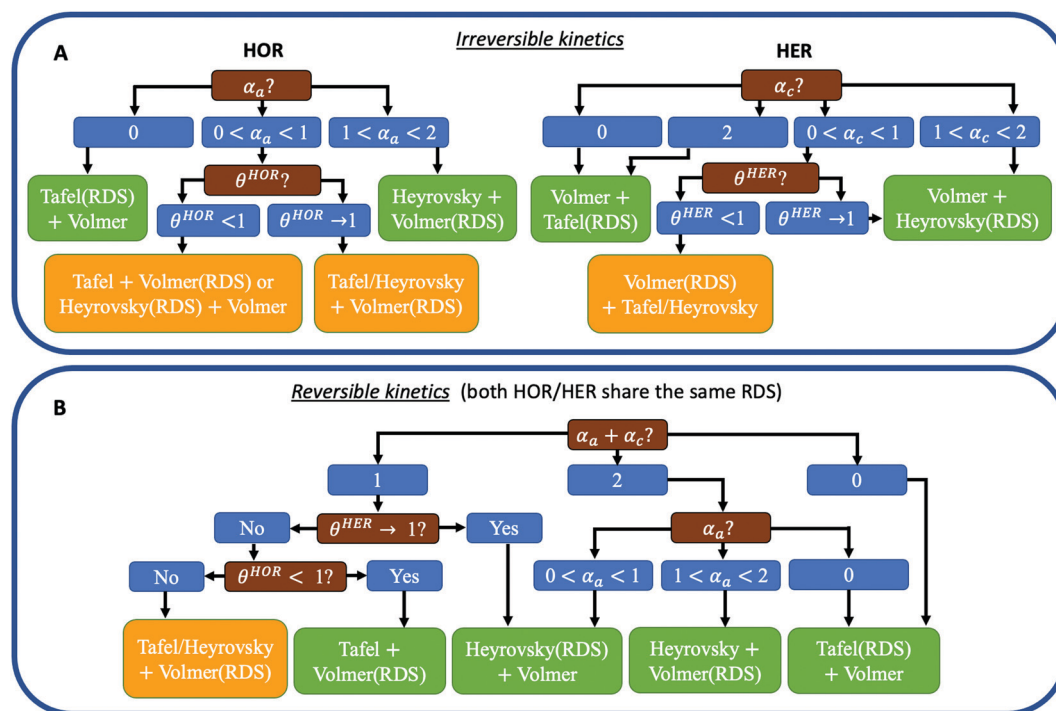 Irreversible kinetics
A
HOR
HER
α_a?
α_c?
0
0 < α_a < 1
1 < α_a < 2
0
2
0 < α_c < 1
1 < α_c < 2
Tafel(RDS)
+ Volmer
θ^HOR?
Heyrovsky +
Volmer(RDS)
Volmer +
Tafel(RDS)
θ^HER?
Volmer +
Heyrovsky(RDS)
θ^HOR <1
θ^HOR →1
θ^HER <1
θ^HER →1
Tafel + Volmer(RDS) or
Heyrovsky(RDS) + Volmer
Tafel/Heyrovsky
+ Volmer(RDS)
Volmer(RDS)
+ Tafel/Heyrovsky
Reversible kinetics (both HOR/HER share the same RDS)
B
α_a + α_c?
1
2
0
No
θ^HER → 1?
Yes
α_a?
No
θ^HOR < 1?
Yes
0 < α_a < 1
1 < α_a < 2
0
Tafel/Heyrovsky
+ Volmer(RDS)
Tafel +
Volmer(RDS)
Heyrovsky(RDS)
+ Volmer
Heyrovsky +
Volmer(RDS)
Tafel(RDS)
+ Volmer